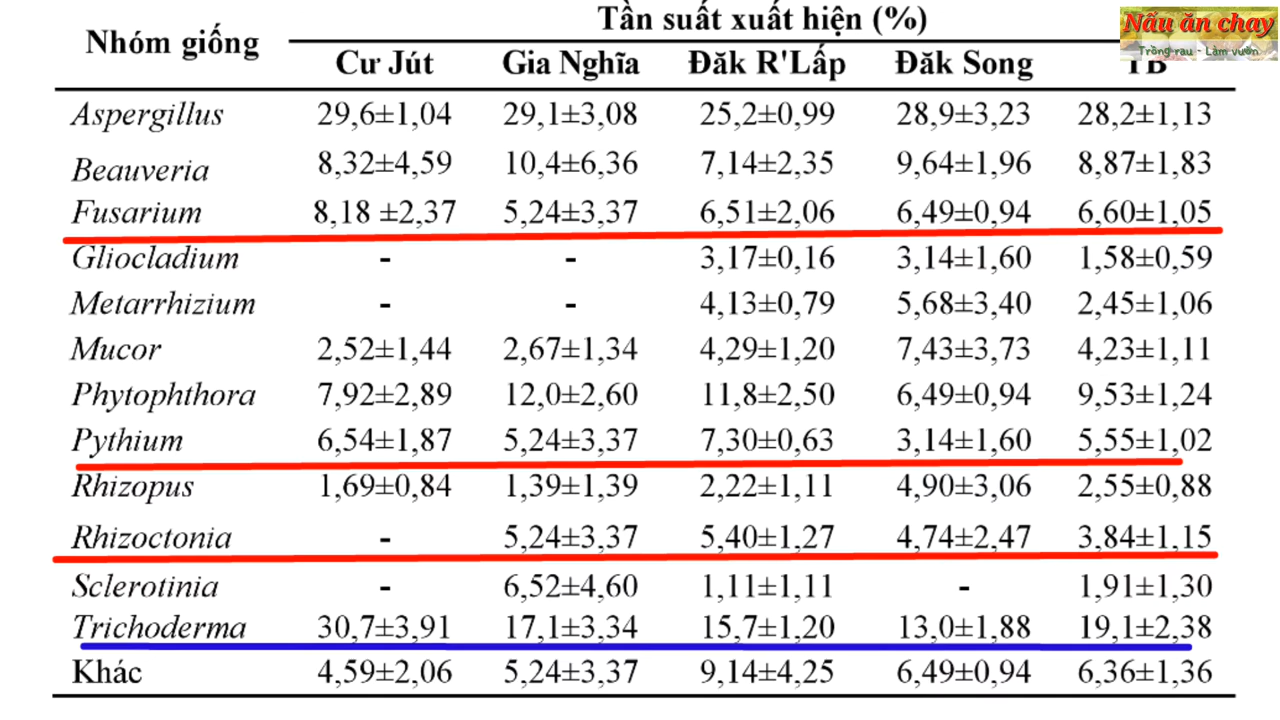 Tần suất xuất hiện (%)
Nấu ăn chay
Trồng rau - Làm vườn
Nhóm giống
Cư Jút Gia Nghĩa Đăk R'Lấp Đăk Song TB
Aspergillus 29,6±1,04 29,1±3,08 25,2±0,99 28,9±3,23 28,2±1,13
Beauveria 8,32±4,59 10,4±6,36 7,14±2,35 9,64±1,96 8,87±1,83
Fusarium 8,18 ±2,37 5,24±3,37 6,51±2,06 6,49±0,94 6,60±1,05
Gliocladium - - 3,17±0,16 3,14±1,60 1,58±0,59
Metarrhizium - - 4,13±0,79 5,68±3,40 2,45±1,06
Mucor 2,52±1,44 2,67±1,34 4,29±1,20 7,43±3,73 4,23±1,11
Phytophthora 7,92±2,89 12,0±2,60 11,8±2,50 6,49±0,94 9,53±1,24
Pythium 6,54±1,87 5,24±3,37 7,30±0,63 3,14±1,60 5,55±1,02
Rhizopus 1,69±0,84 1,39±1,39 2,22±1,11 4,90±3,06 2,55±0,88
Rhizoctonia - 5,24±3,37 5,40±1,27 4,74±2,47 3,84±1,15
Sclerotinia - 6,52±4,60 1,11±1,11 - 1,91±1,30
Trichoderma 30,7±3,91 17,1±3,34 15,7±1,20 13,0±1,88 19,1±2,38
Khác 4,59±2,06 5,24±3,37 9,14±4,25 6,49±0,94 6,36±1,36